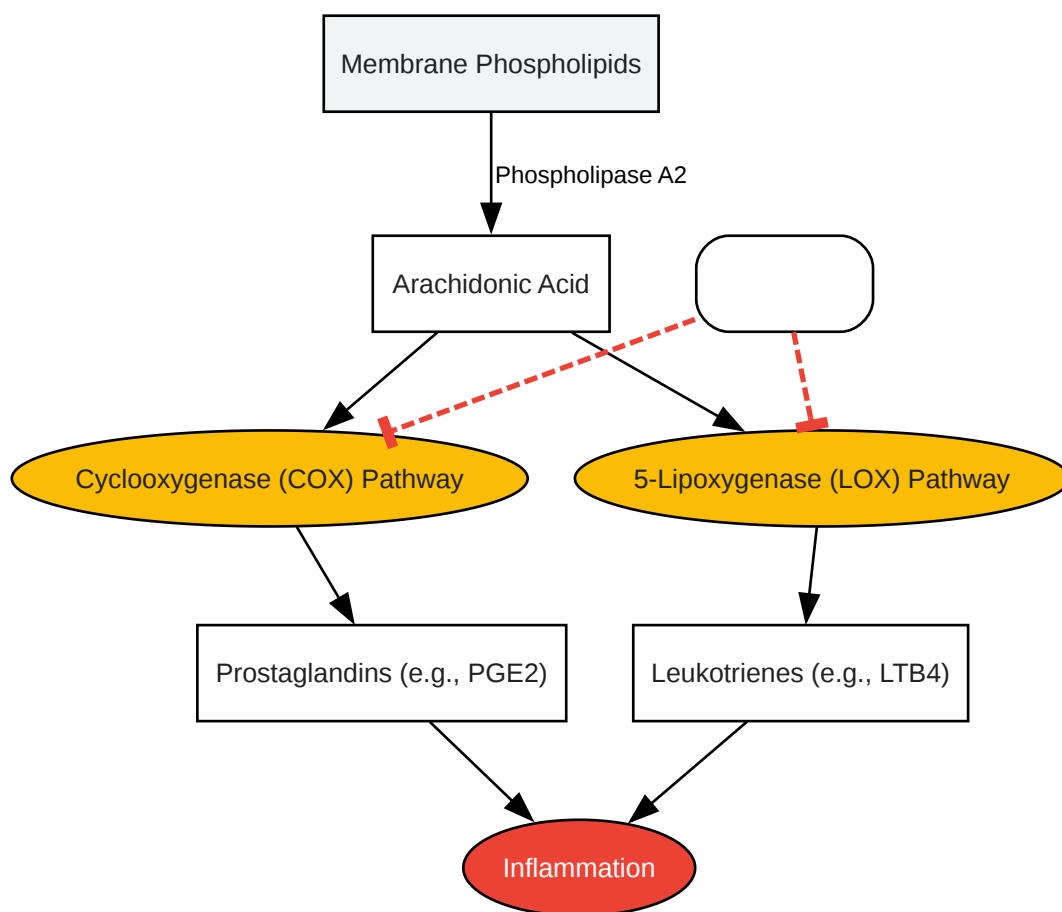 Membrane Phospholipids
Phospholipase A2
Arachidonic Acid
Cyclooxygenase (COX) Pathway
5-Lipoxygenase (LOX) Pathway
Prostaglandins (e.g., PGE2)
Leukotrienes (e.g., LTB4)
Inflammation